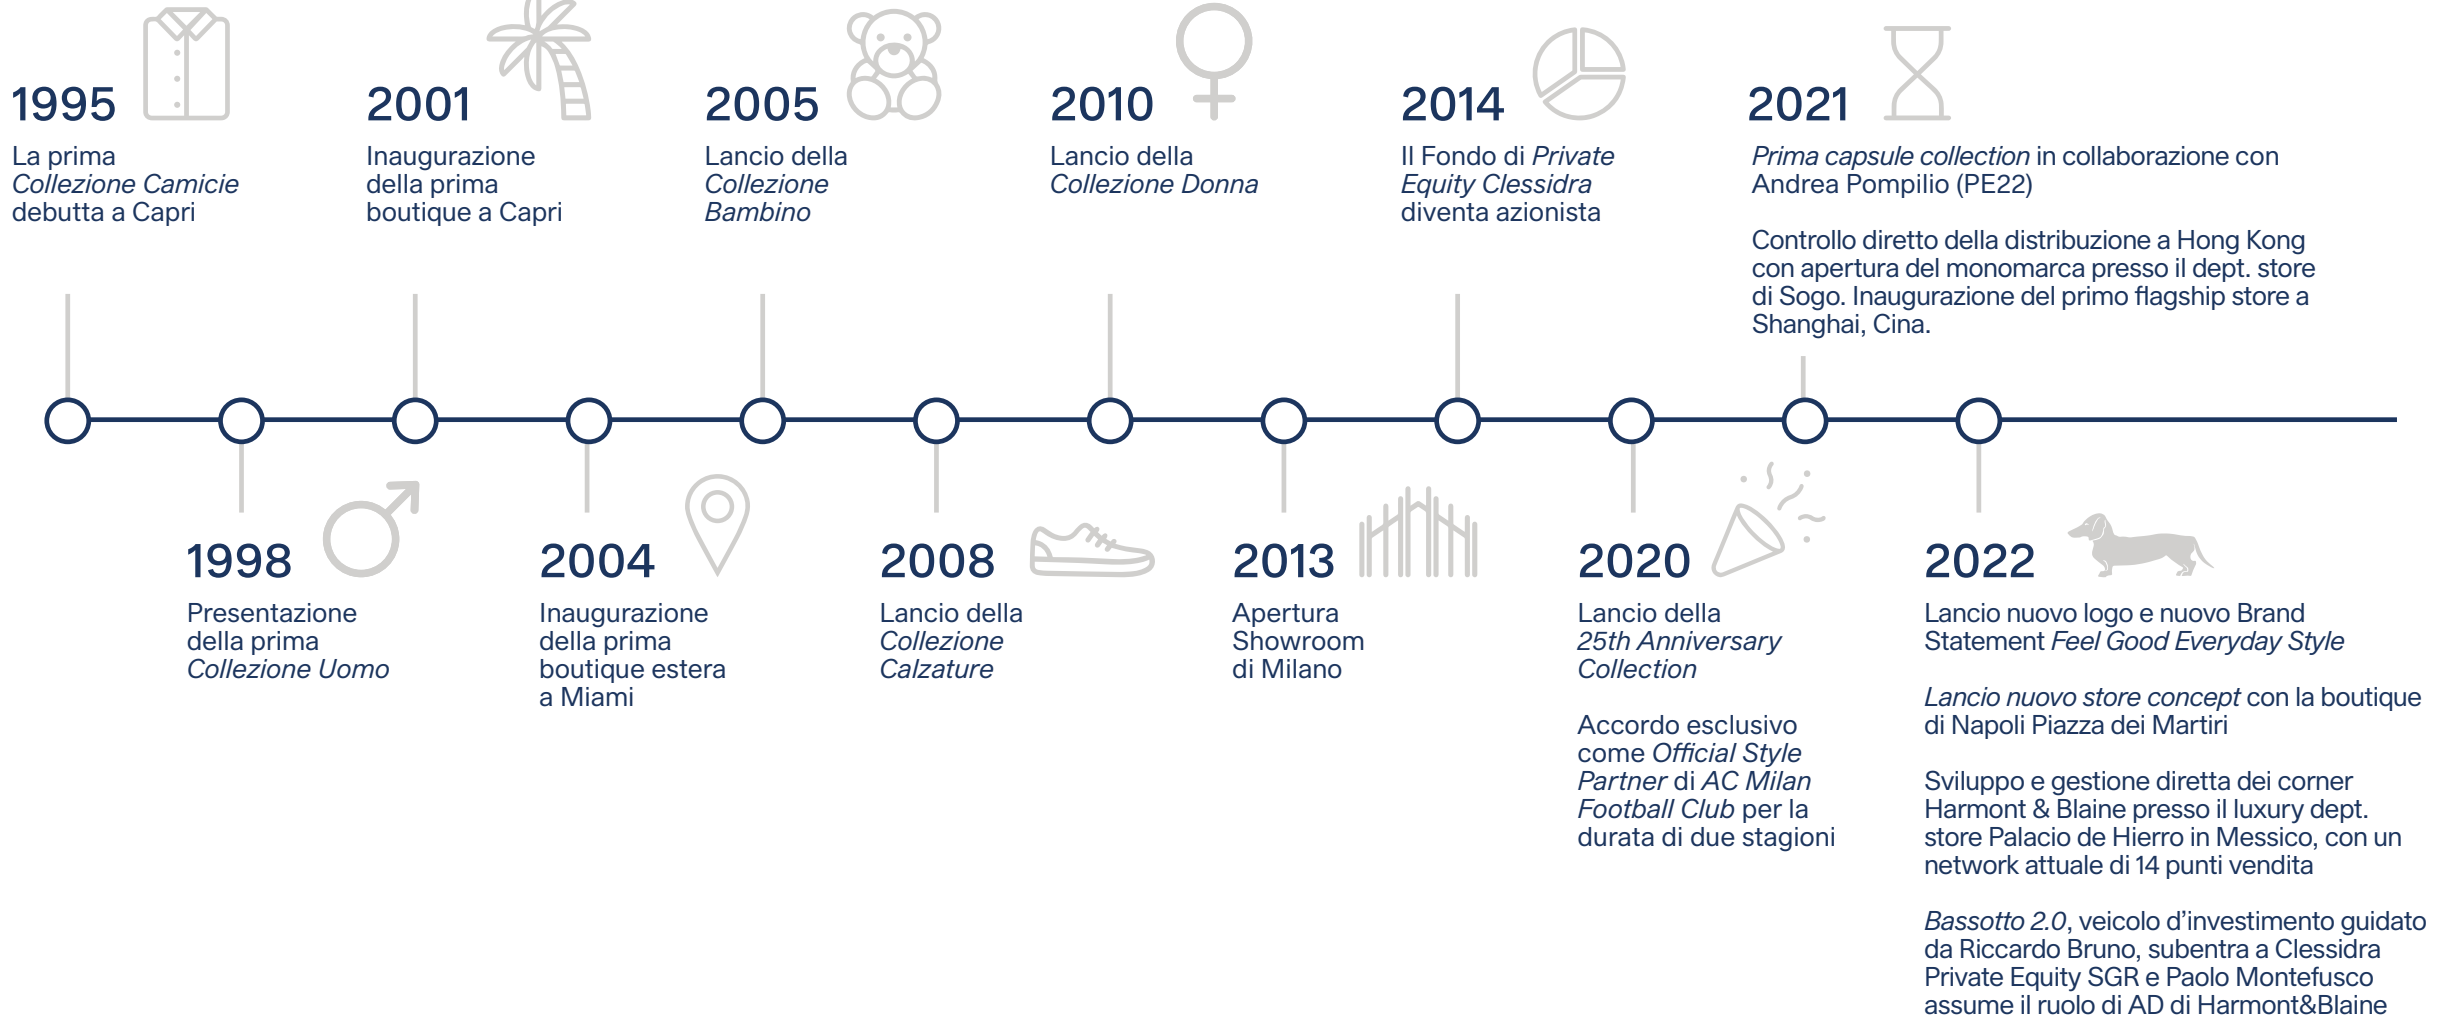 1995
La prima
Collezione Camicie
debutta a Capri
2001
Inaugurazione
della prima
boutique a Capri
2005
Lancio della
Collezione
Bambino
2010
Lancio della
Collezione Donna
2014
Il Fondo di Private
Equity Clessidra
diventa azionista
2021
Prima capsule collection in collaborazione con
Andrea Pompilio (PE22)
Controllo diretto della distribuzione a Hong Kong
con apertura del monomarca presso il dept. store
di Sogo. Inaugurazione del primo flagship store a
Shanghai, Cina.
1998
Presentazione
della prima
Collezione Uomo
2004
Inaugurazione
della prima
boutique estera
a Miami
2008
Lancio della
Collezione
Calzature
2013
Apertura
Showroom
di Milano
2020
Lancio della
25th Anniversary
Collection
Accordo esclusivo
come Official Style
Partner di AC Milan
Football Club per la
durata di due stagioni
2022
Lancio nuovo logo e nuovo Brand
Statement Feel Good Everyday Style
Lancio nuovo store concept con la boutique
di Napoli Piazza dei Martiri
Sviluppo e gestione diretta dei corner
Harmont & Blaine presso il luxury dept.
store Palacio de Hierro in Messico, con un
network attuale di 14 punti vendita
Bassotto 2.0, veicolo d’investimento guidato
da Riccardo Bruno, subentra a Clessidra
Private Equity SGR e Paolo Montefusco
assume il ruolo di AD di Harmont&Blaine